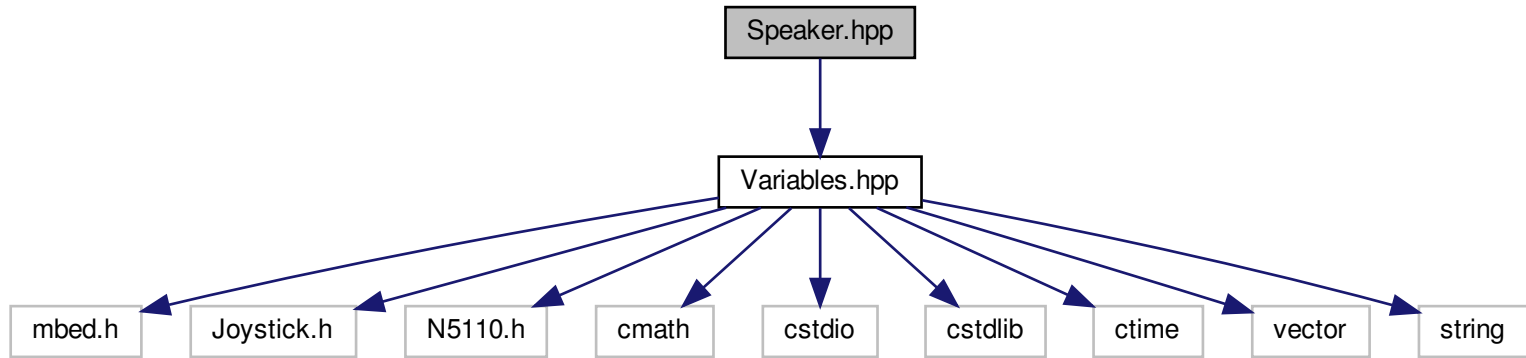 Speaker.hpp
Variables.hpp
mbed.h
Joystick.h
N5110.h
cmath
cstdio
cstdlib
ctime
vector
string